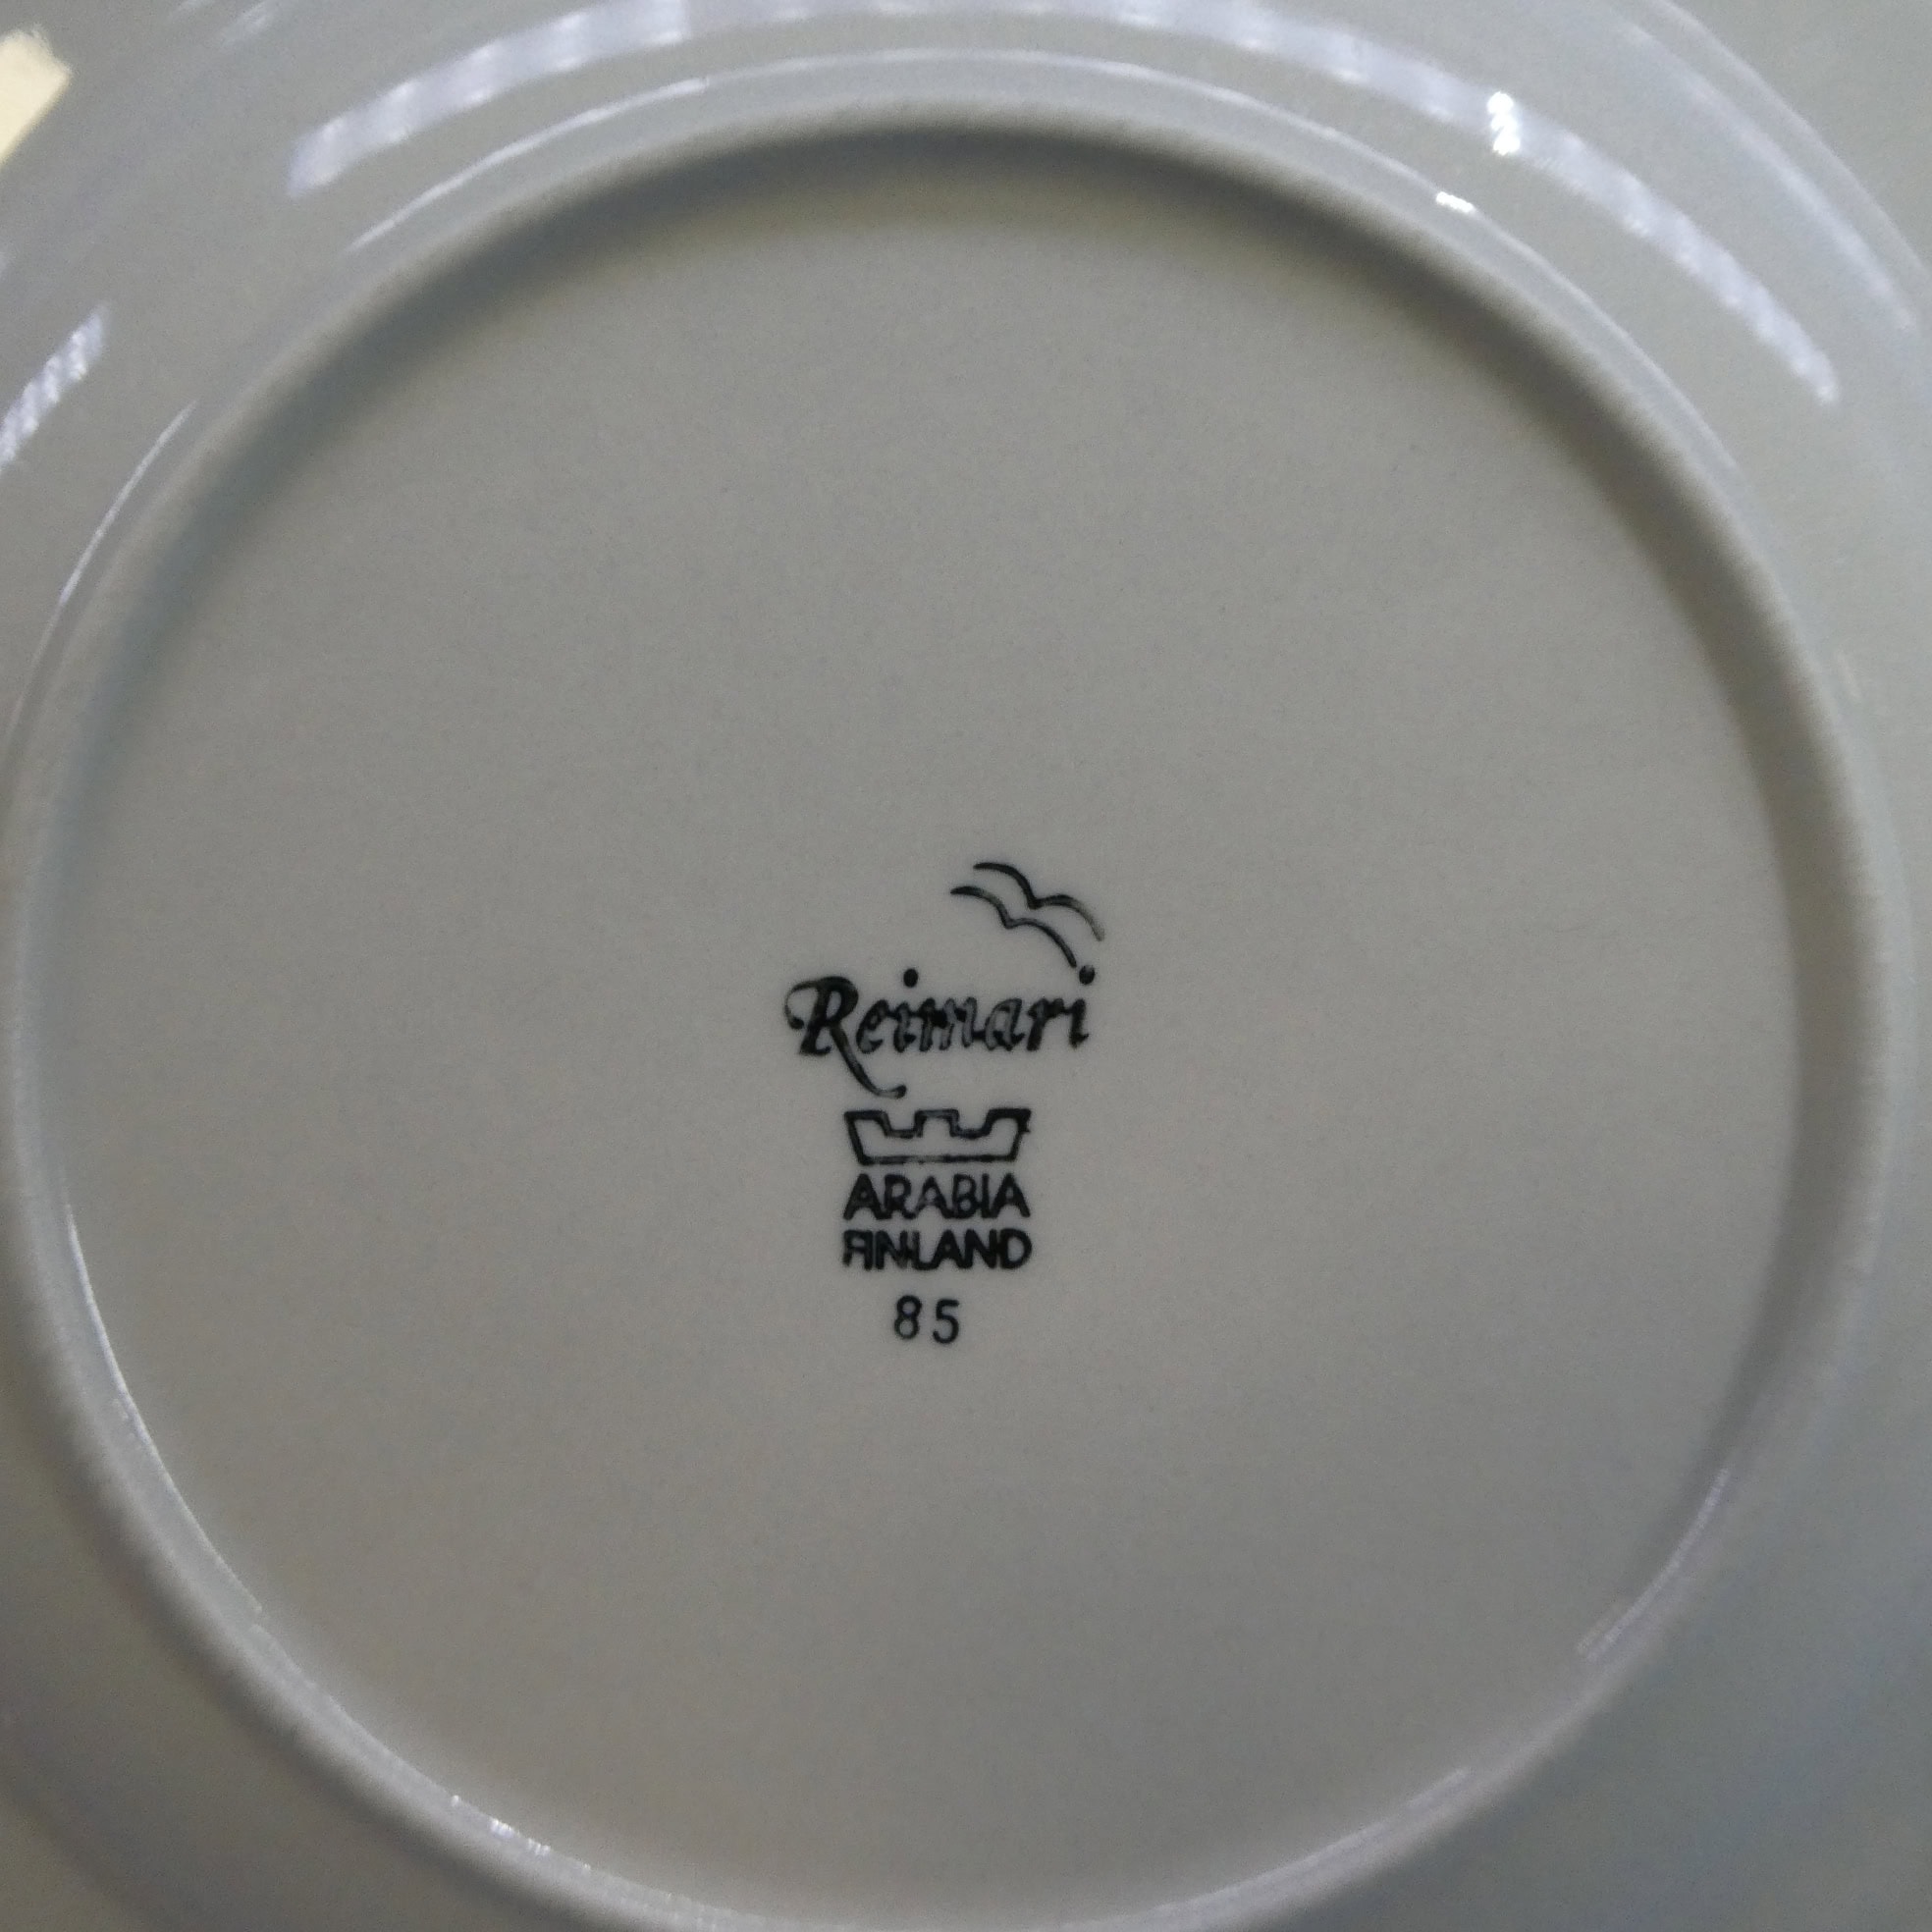 Reimari
ARABIA
FINLAND
85